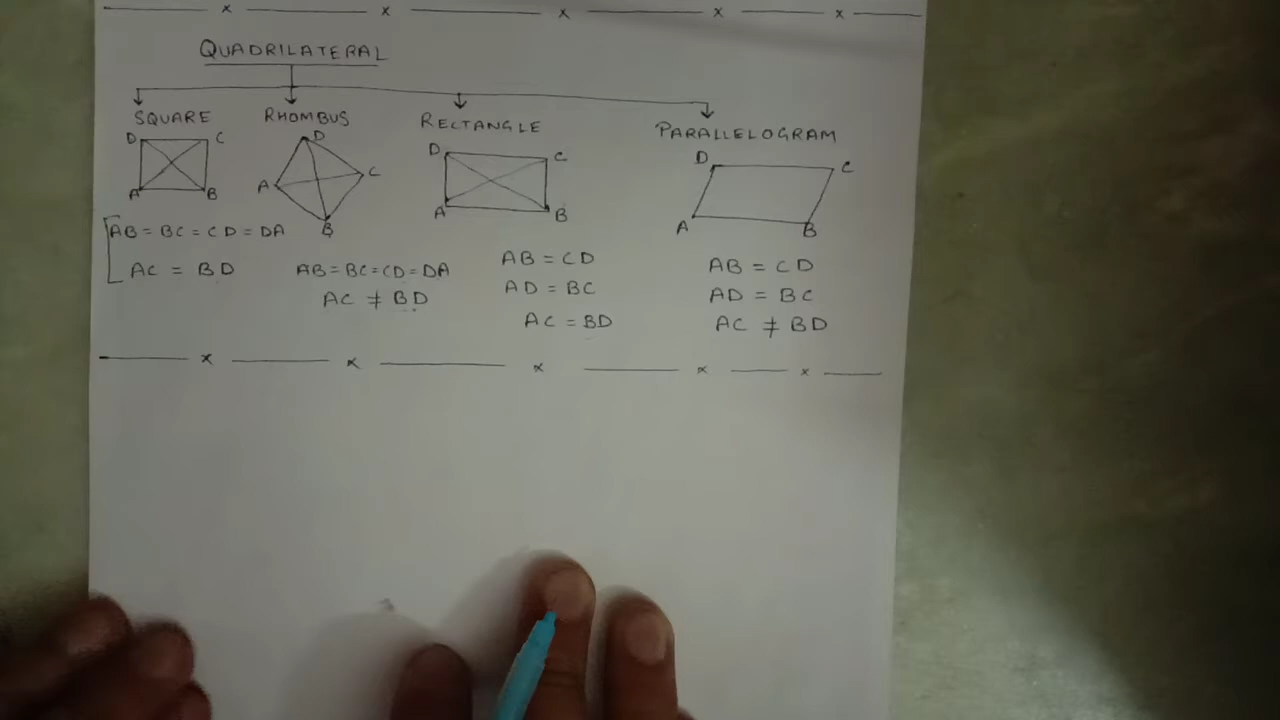 QUADRILATERAL
SQUARE RHOMBUS RECTANGLE PARALLELOGRAM
D C
A B
D
A C
B
D C
A B
D C
A B
AB = BC = CD = DA
AC = BD
AB = BC = CD = DA
AC ≠ BD
AB = CD
AD = BC
AC = BD
AB = CD
AD = BC
AC ≠ BD